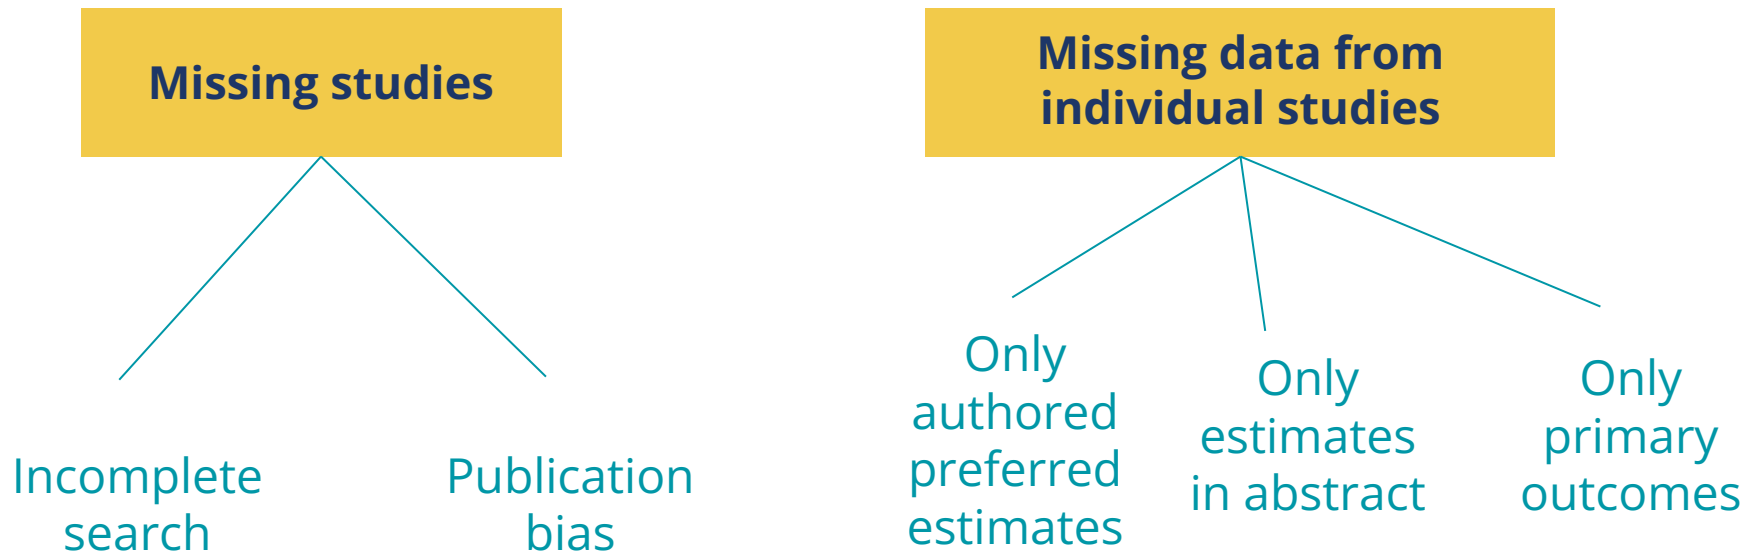 Missing studies
Missing data from
individual studies
Incomplete
search
Publication
bias
Only
authored
preferred
estimates
Only
estimates
in abstract
Only
primary
outcomes